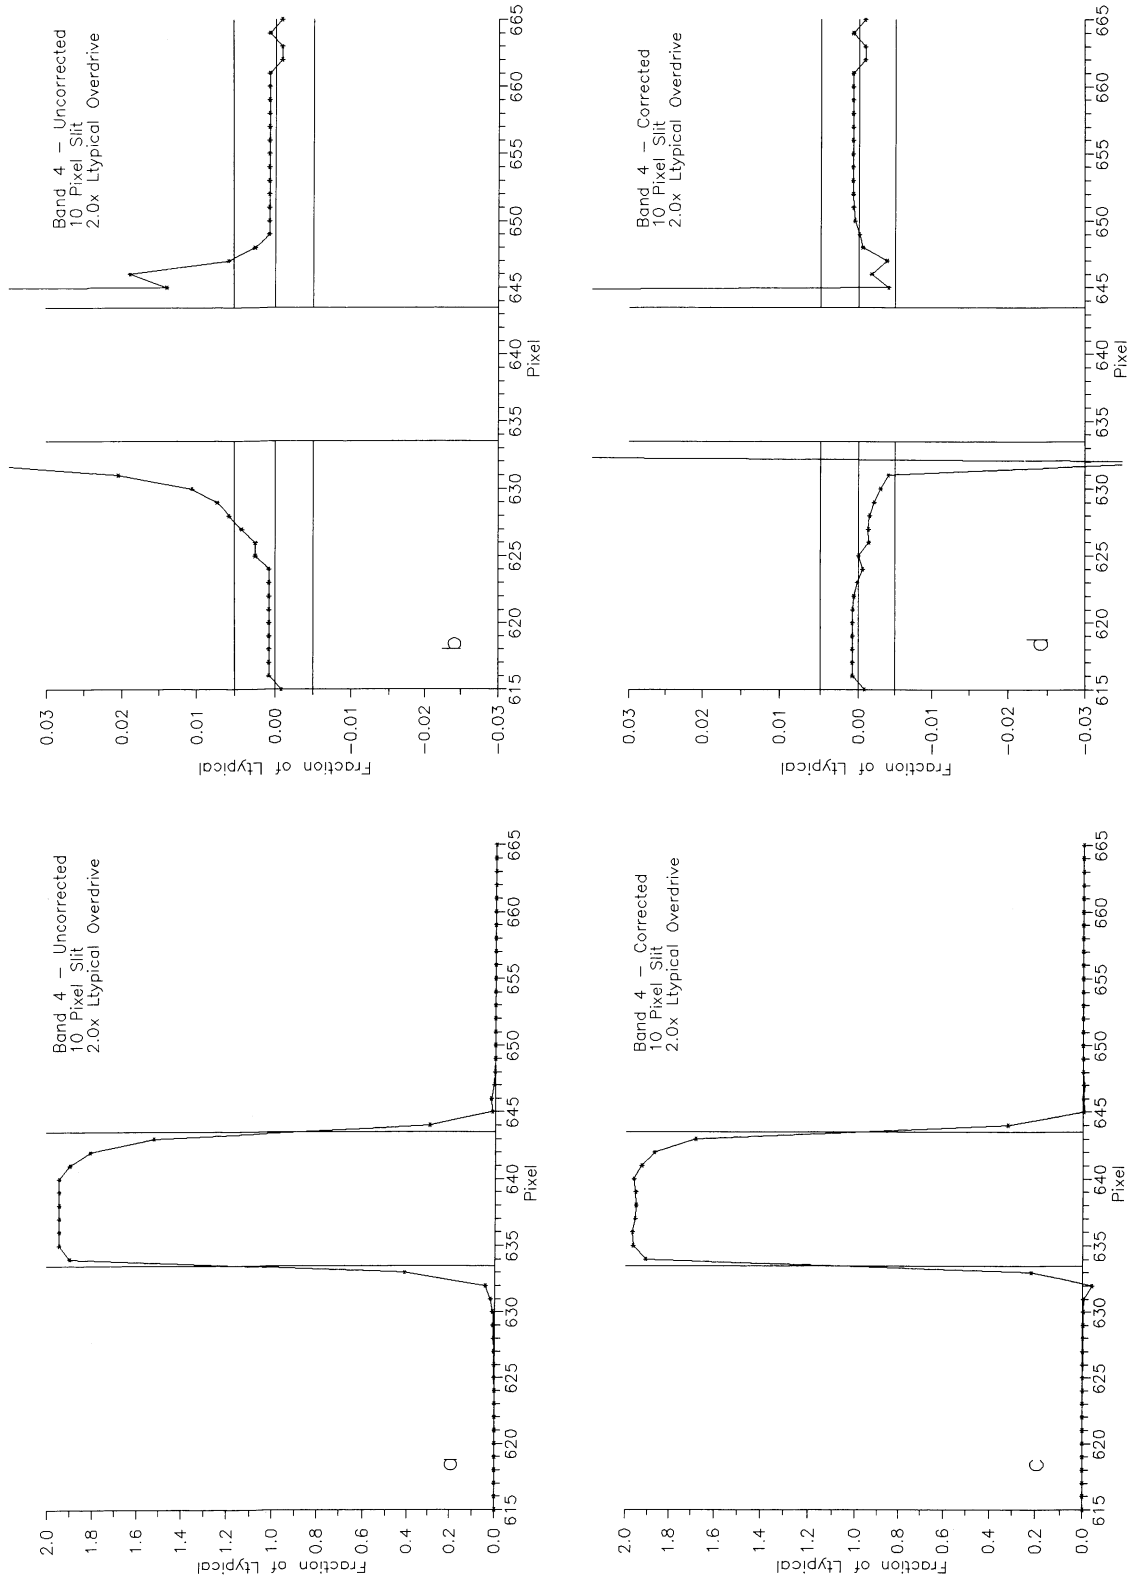 Band 4 – Uncorrected
10 Pixel Slit
2.0x Ltypical Overdrive
Fraction of Ltypical
2.0
1.8
1.6
1.4
1.2
1.0
0.8
0.6
0.4
0.2
0.0
a
615 620 625 630 635 640 645 650 655 660 665
Pixel
Band 4 – Uncorrected
10 Pixel Slit
2.0x Ltypical Overdrive
Fraction of Ltypical
0.03
0.02
0.01
0.00
–0.01
–0.02
–0.03
b
615 620 625 630 635 640 645 650 655 660 665
Pixel
Band 4 – Corrected
10 Pixel Slit
2.0x Ltypical Overdrive
Fraction of Ltypical
2.0
1.8
1.6
1.4
1.2
1.0
0.8
0.6
0.4
0.2
0.0
c
615 620 625 630 635 640 645 650 655 660 665
Pixel
Band 4 – Corrected
10 Pixel Slit
2.0x Ltypical Overdrive
Fraction of Ltypical
0.03
0.02
0.01
0.00
–0.01
–0.02
–0.03
d
615 620 625 630 635 640 645 650 655 660 665
Pixel